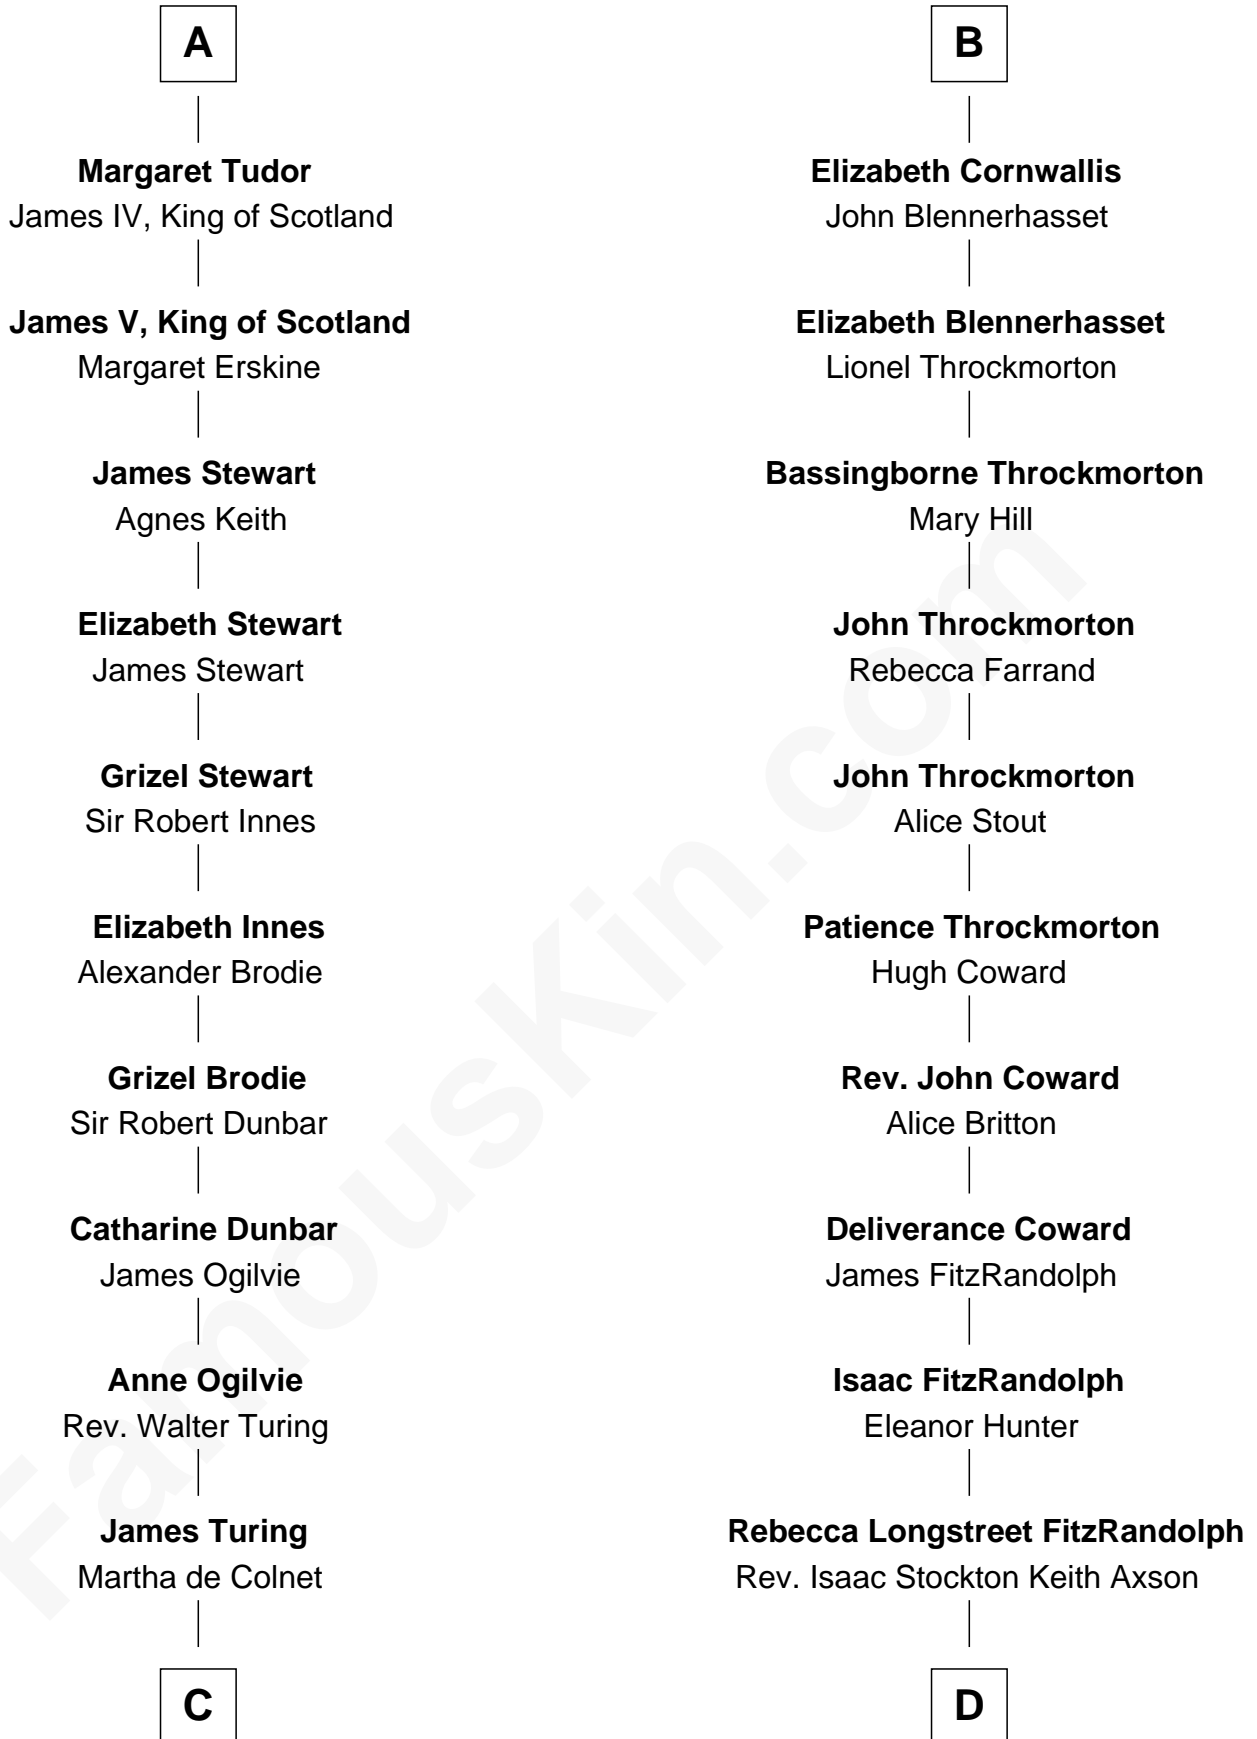 A
Margaret Tudor
James IV, King of Scotland
James V, King of Scotland
Margaret Erskine
James Stewart
Agnes Keith
Elizabeth Stewart
James Stewart
Grizel Stewart
Sir Robert Innes
Elizabeth Innes
Alexander Brodie
Grizel Brodie
Sir Robert Dunbar
Catharine Dunbar
James Ogilvie
Anne Ogilvie
Rev. Walter Turing
James Turing
Martha de Colnet
C
B
Elizabeth Cornwallis
John Blennerhasset
Elizabeth Blennerhasset
Lionel Throckmorton
Bassingborne Throckmorton
Mary Hill
John Throckmorton
Rebecca Farrand
John Throckmorton
Alice Stout
Patience Throckmorton
Hugh Coward
Rev. John Coward
Alice Britton
Deliverance Coward
James FitzRandolph
Isaac FitzRandolph
Eleanor Hunter
Rebecca Longstreet FitzRandolph
Rev. Isaac Stockton Keith Axson
D
FamousKin.com